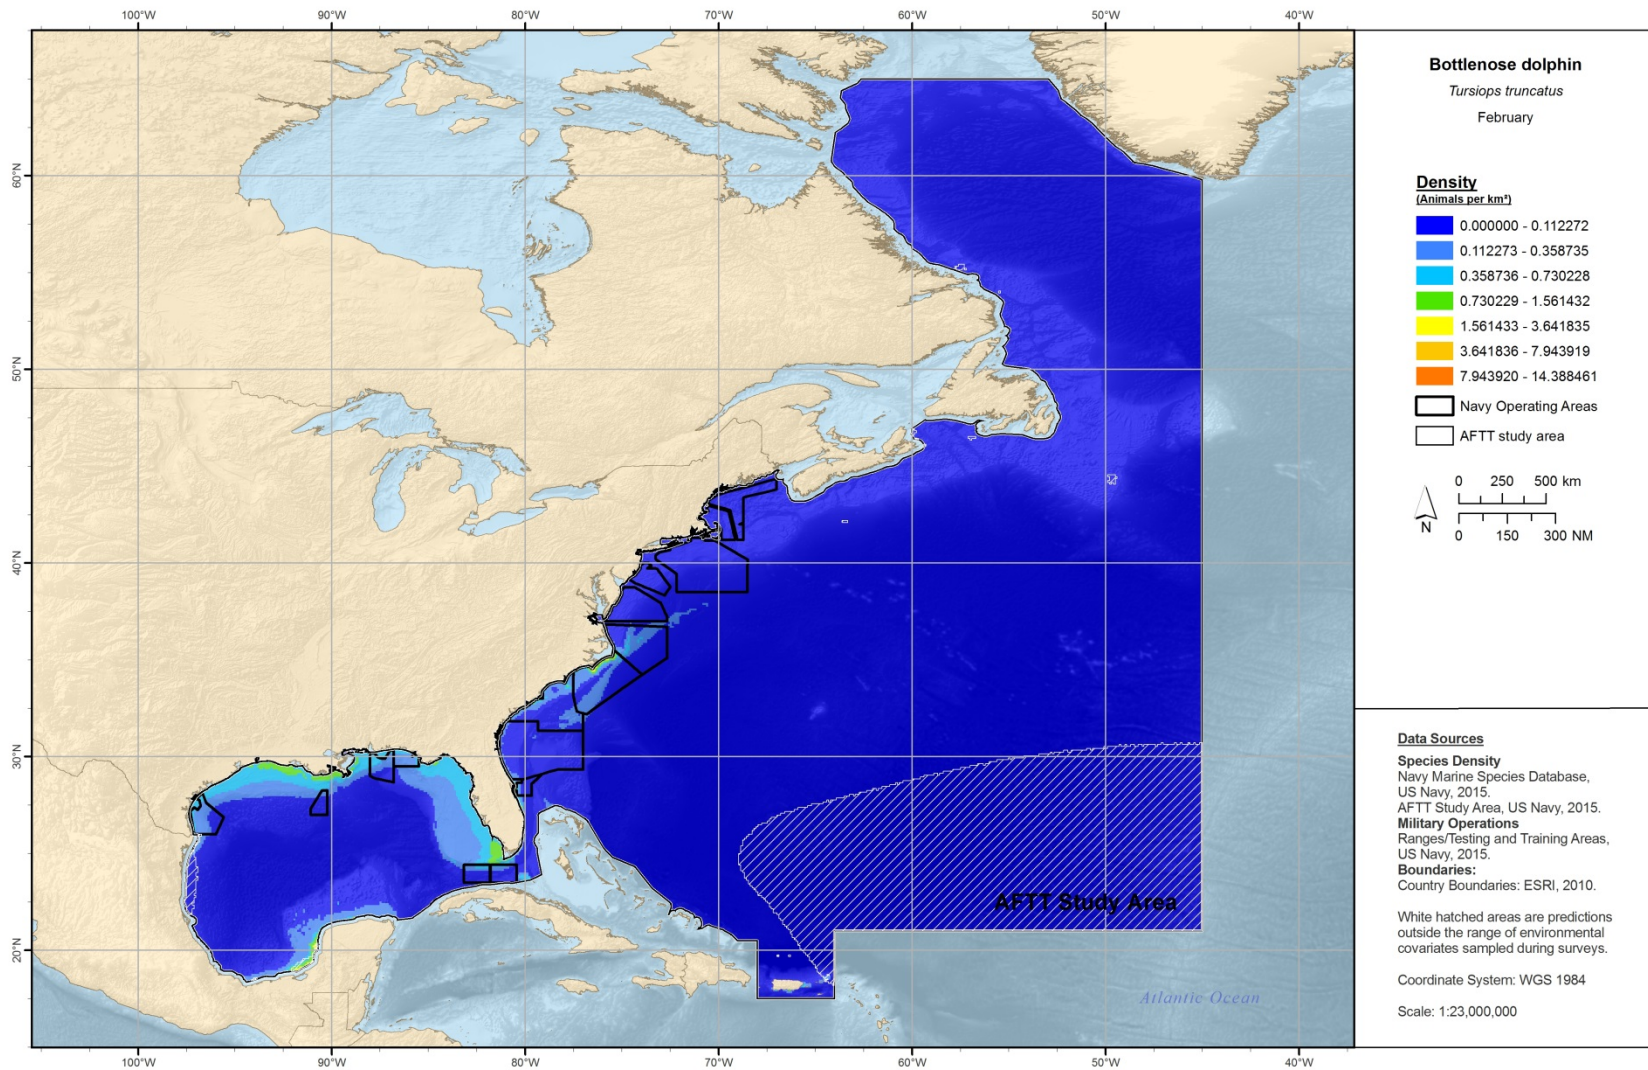 100°W 90°W 80°W 70°W 60°W 50°W 40°W
60°N
50°N
40°N
30°N
20°N
60°N
50°N
40°N
30°N
20°N
AFTT Study Area
Atlantic Ocean
100°W 90°W 80°W 70°W 60°W 50°W 40°W
Bottlenose dolphin
Tursiops truncatus
February
Density
(Animals per km²)
0.000000 - 0.112272
0.112273 - 0.358735
0.358736 - 0.730228
0.730229 - 1.561432
1.561433 - 3.641835
3.641836 - 7.943919
7.943920 - 14.388461
Navy Operating Areas
AFTT study area
N
0 250 500 km
0 150 300 NM
Data Sources
Species Density
Navy Marine Species Database,
US Navy, 2015.
AFTT Study Area, US Navy, 2015.
Military Operations
Ranges/Testing and Training Areas,
US Navy, 2015.
Boundaries:
Country Boundaries: ESRI, 2010.
White hatched areas are predictions
outside the range of environmental
covariates sampled during surveys.
Coordinate System: WGS 1984
Scale: 1:23,000,000